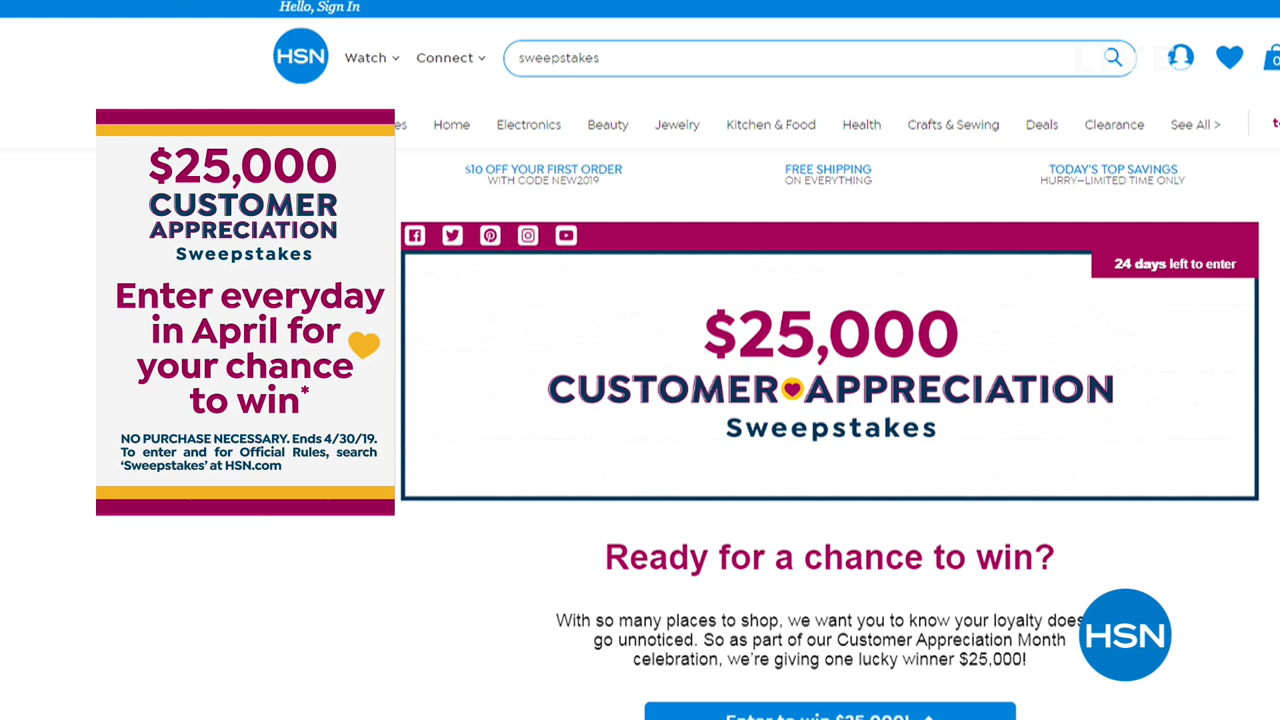 Hello, Sign In
HSN
Watch
Connect
sweepstakes
0
es
Home
Electronics
Beauty
Jewelry
Kitchen & Food
Health
Crafts & Sewing
Deals
Clearance
See All >
$10 OFF YOUR FIRST ORDER
WITH CODE NEW2019
FREE SHIPPING
ON EVERYTHING
TODAY'S TOP SAVINGS
HURRY–LIMITED TIME ONLY
$25,000
CUSTOMER
APPRECIATION
Sweepstakes
Enter everyday
in April for
your chance
to win*
NO PURCHASE NECESSARY. Ends 4/30/19.
To enter and for Official Rules, search
'Sweepstakes' at HSN.com
24 days left to enter
$25,000
CUSTOMER APPRECIATION
Sweepstakes
Ready for a chance to win?
With so many places to shop, we want you to know your loyalty does
go unnoticed. So as part of our Customer Appreciation Month
celebration, we're giving one lucky winner $25,000!
HSN
Enter to win $25,000!